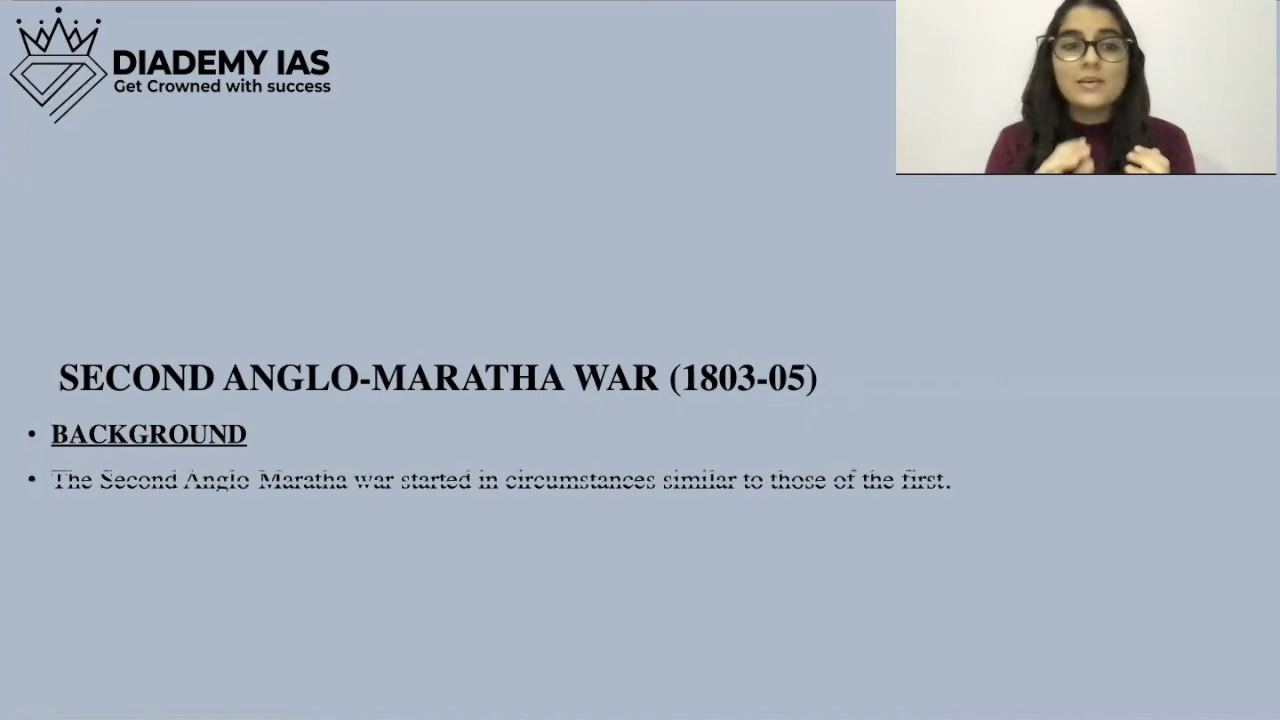 DIADEMY IAS
Get Crowned with success
SECOND ANGLO-MARATHA WAR (1803-05)
• BACKGROUND
• The Second Anglo-Maratha war started in circumstances similar to those of the first.